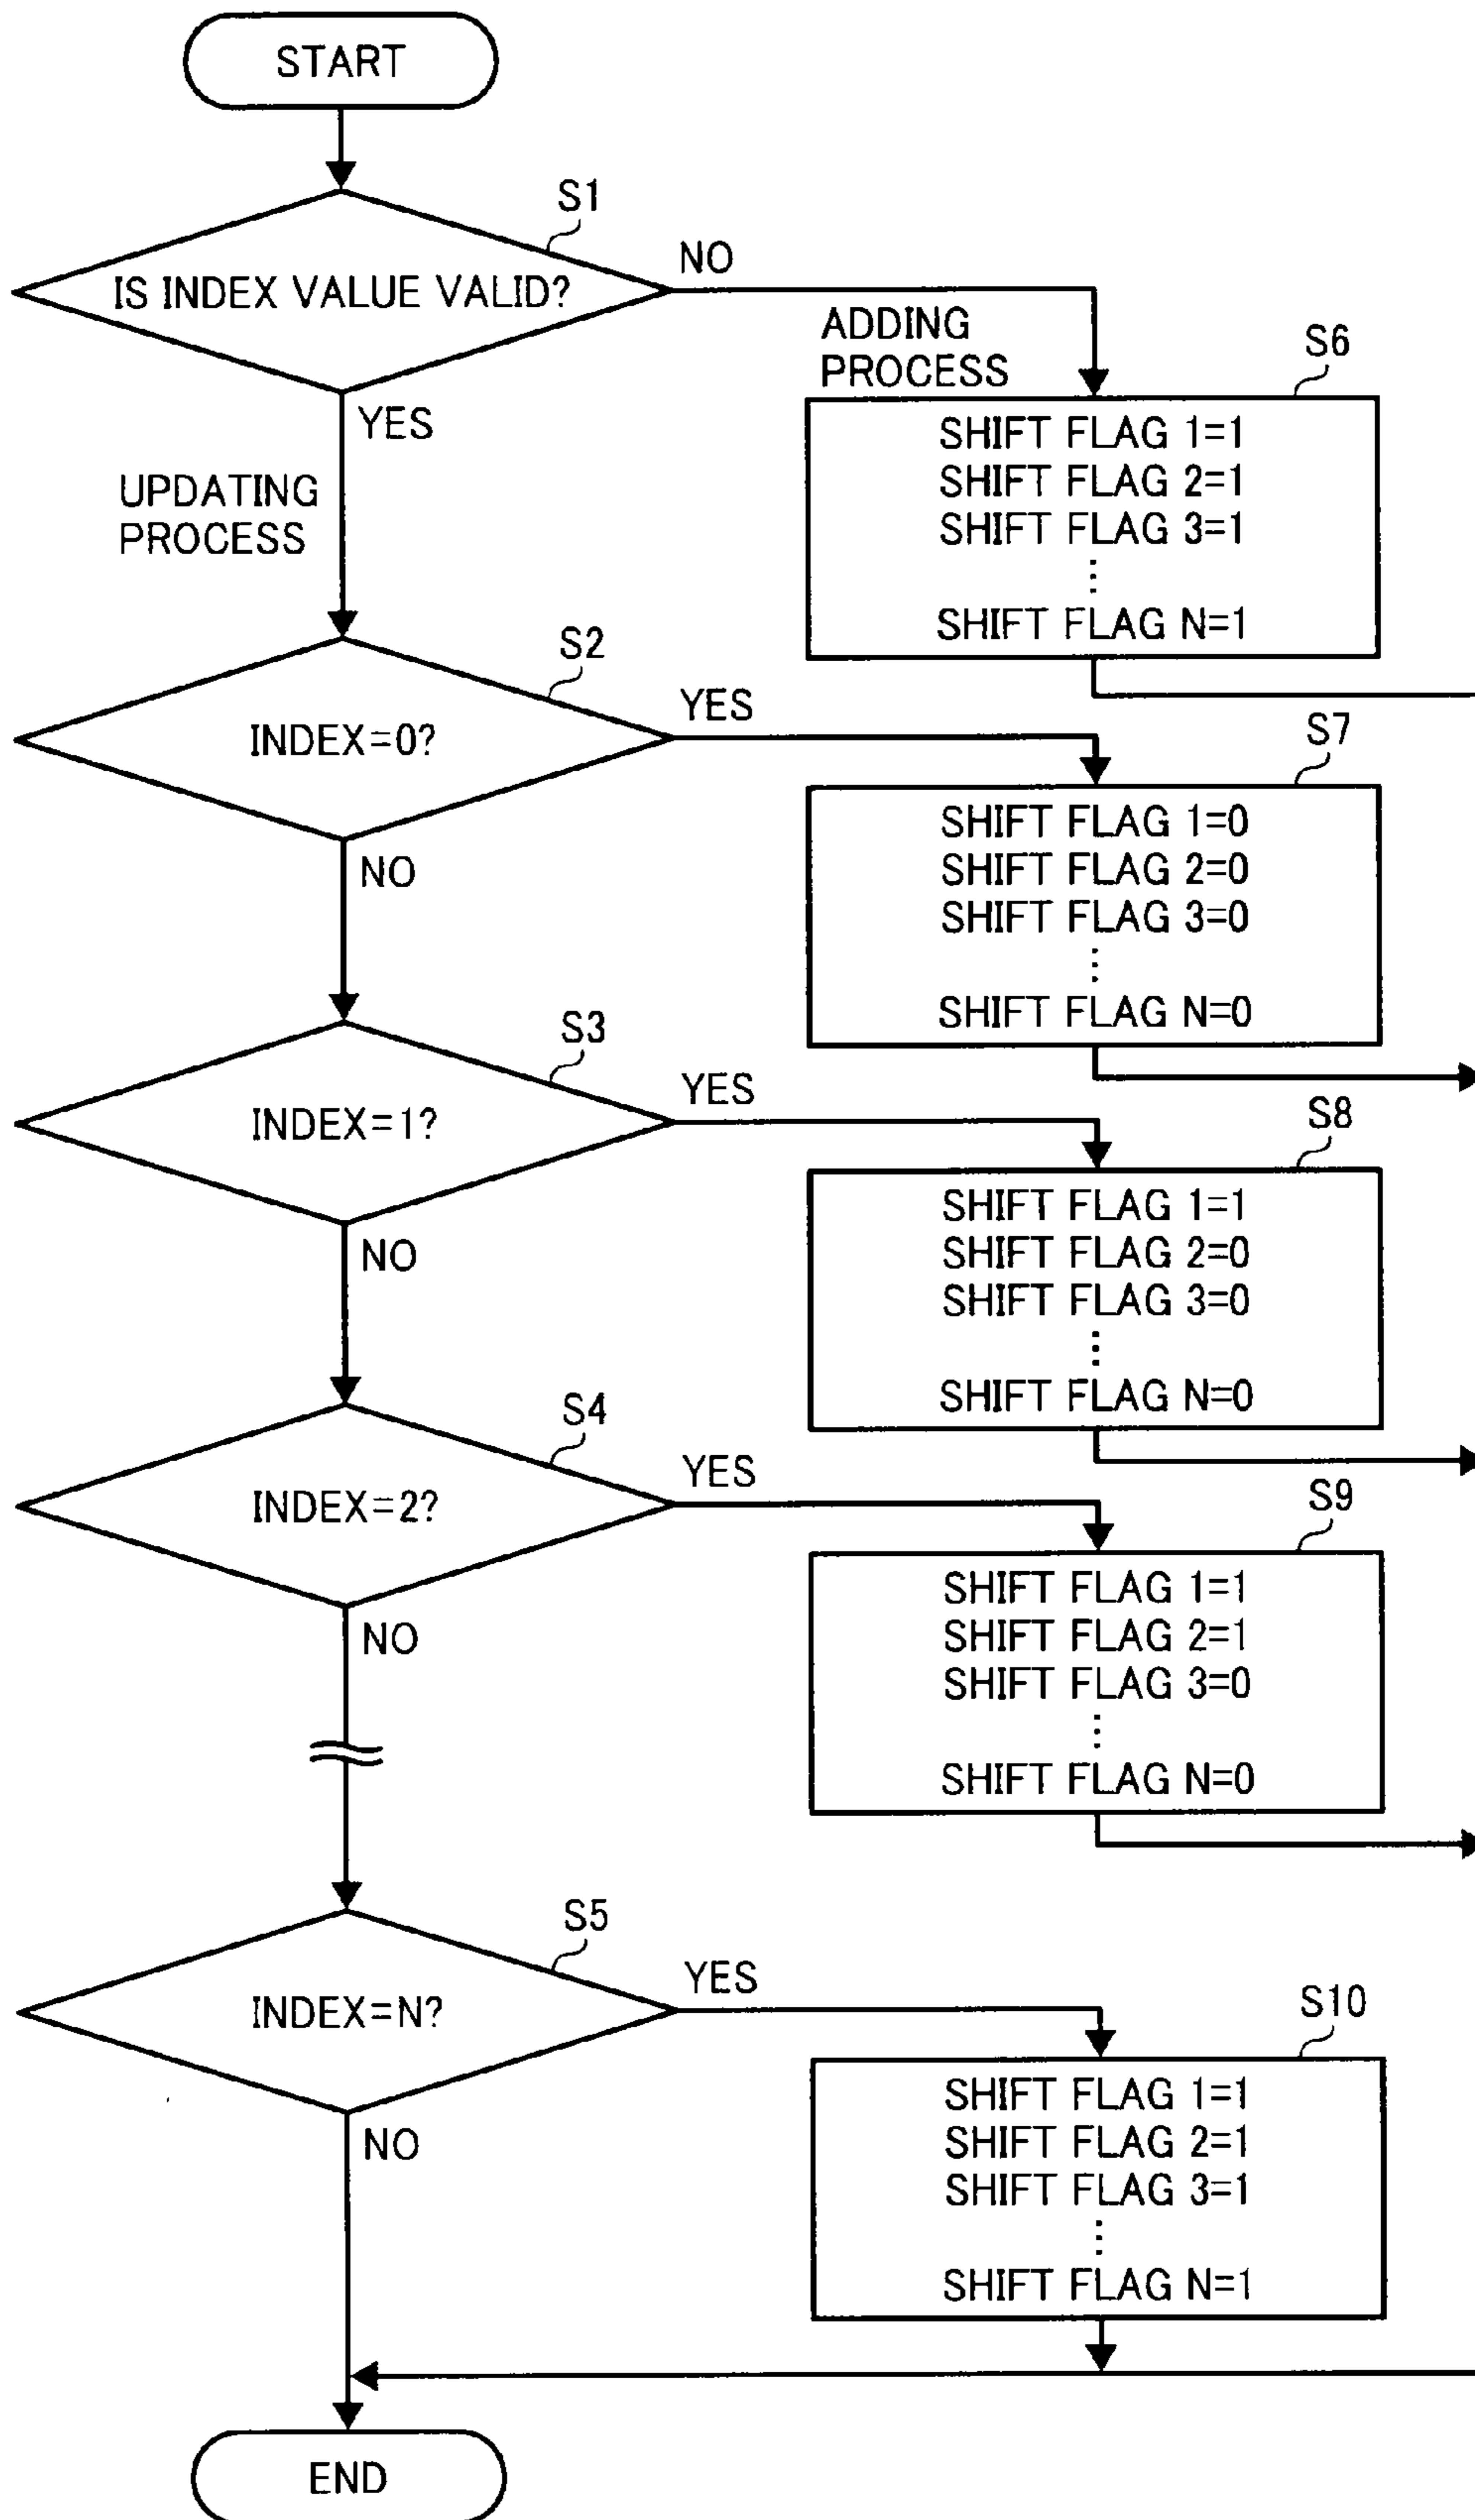 START
S1
IS INDEX VALUE VALID?
NO
ADDING
PROCESS
S6
SHIFT FLAG 1=1
SHIFT FLAG 2=1
SHIFT FLAG 3=1
⋮
SHIFT FLAG N=1
YES
UPDATING
PROCESS
S2
INDEX=0?
YES
S7
SHIFT FLAG 1=0
SHIFT FLAG 2=0
SHIFT FLAG 3=0
⋮
SHIFT FLAG N=0
NO
S3
INDEX=1?
YES
S8
SHIFT FLAG 1=1
SHIFT FLAG 2=0
SHIFT FLAG 3=0
⋮
SHIFT FLAG N=0
NO
S4
INDEX=2?
YES
S9
SHIFT FLAG 1=1
SHIFT FLAG 2=1
SHIFT FLAG 3=0
⋮
SHIFT FLAG N=0
NO
S5
INDEX=N?
YES
S10
SHIFT FLAG 1=1
SHIFT FLAG 2=1
SHIFT FLAG 3=1
⋮
SHIFT FLAG N=1
NO
END